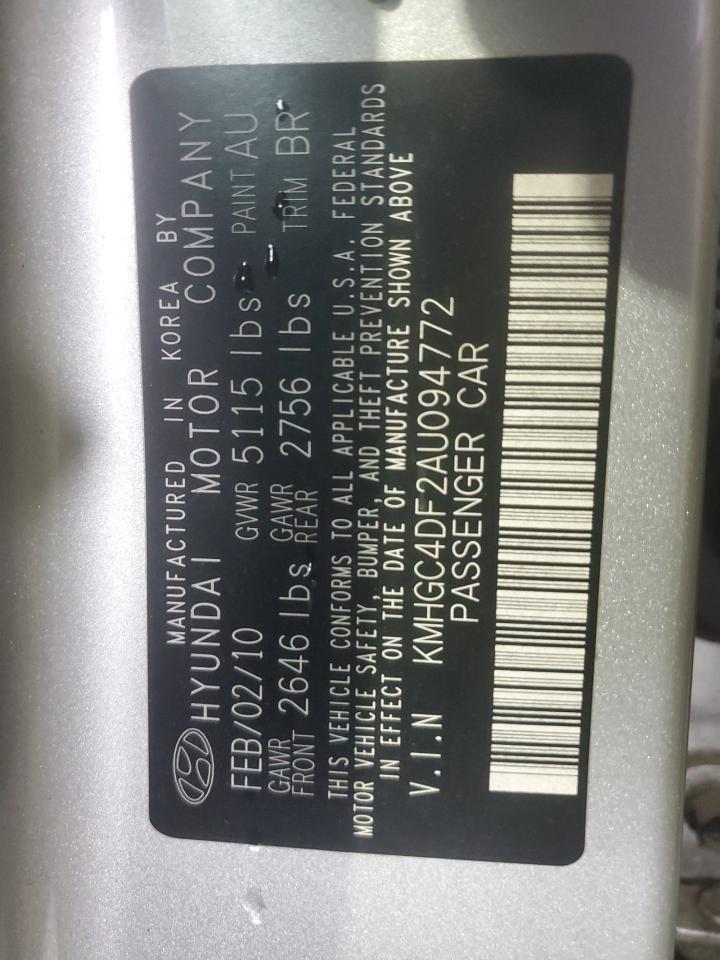 MANUFACTURED IN KOREA BY
HYUNDAI MOTOR COMPANY
FEB/02/10 GVWR 5115 lbs PAINT AU
GAWR FRONT 2646 lbs GAWR REAR 2756 lbs TRIM BR
THIS VEHICLE CONFORMS TO ALL APPLICABLE U.S.A. FEDERAL
MOTOR VEHICLE SAFETY, BUMPER, AND THEFT PREVENTION STANDARDS
IN EFFECT ON THE DATE OF MANUFACTURE SHOWN ABOVE
V.I.N KMHGC4DF2AU094772
PASSENGER CAR